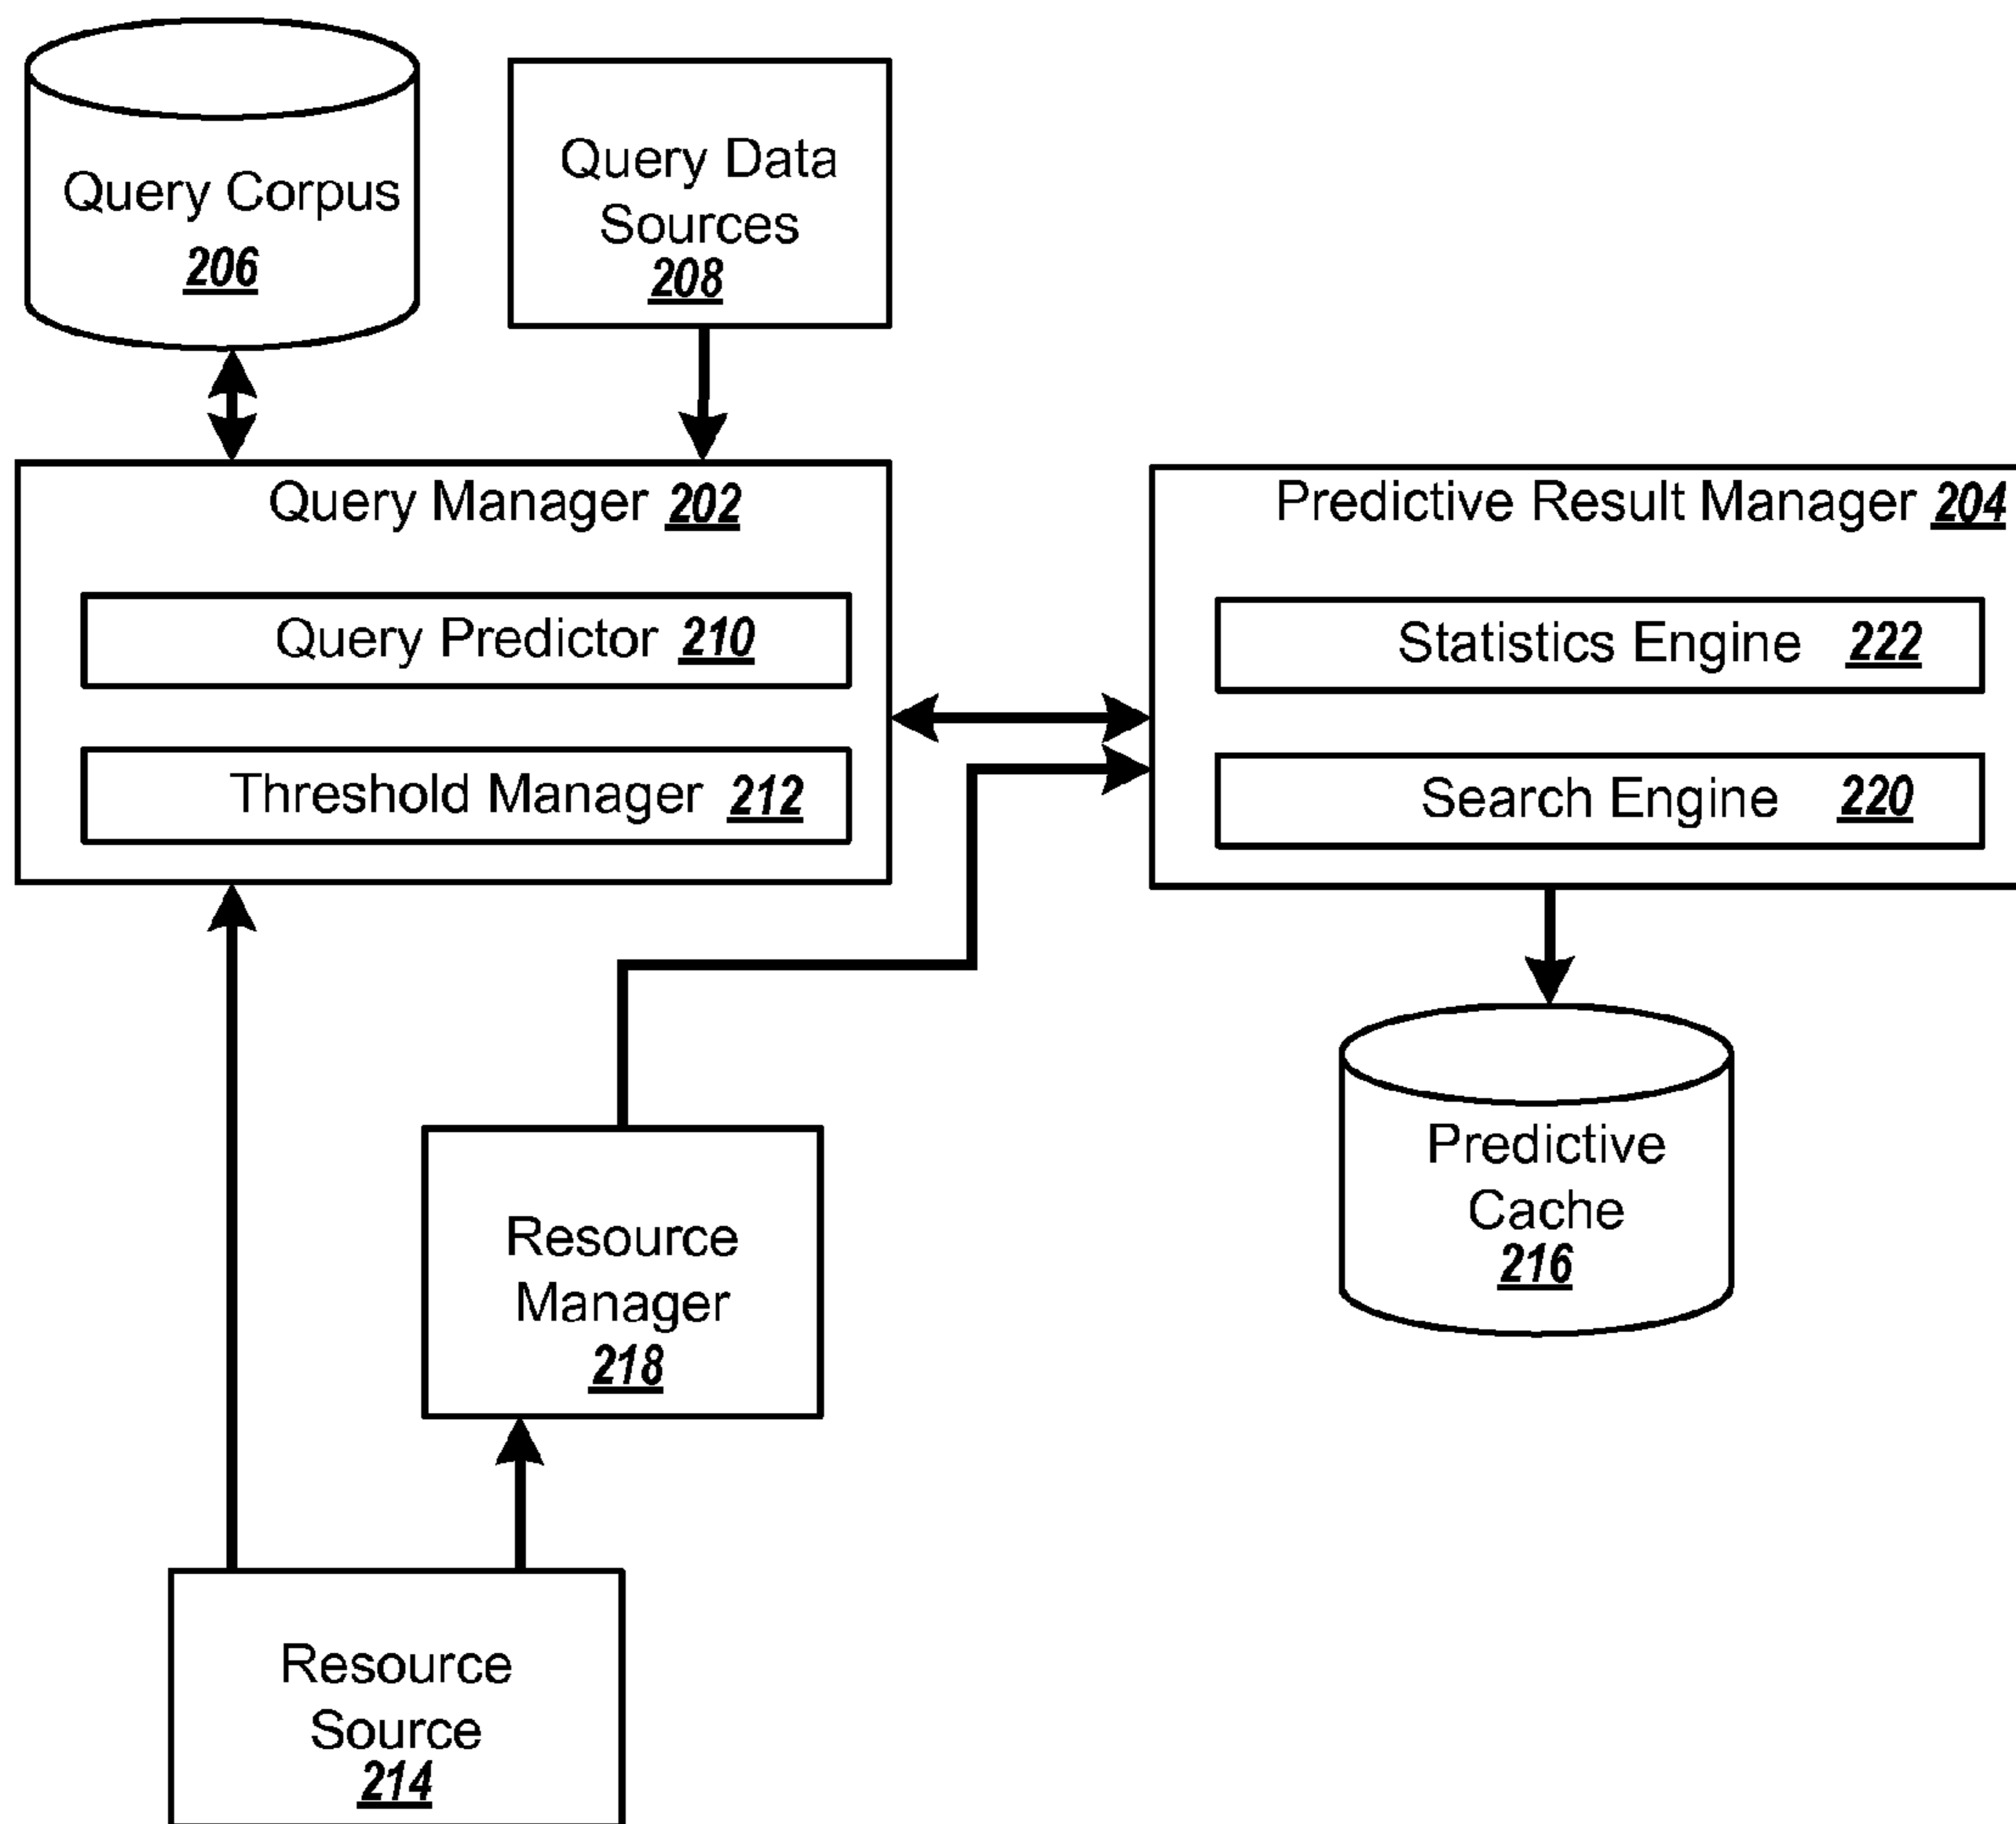 Query Corpus
206
Query Data
Sources
208
Query Manager 202
Query Predictor 210
Threshold Manager 212
Predictive Result Manager 204
Statistics Engine 222
Search Engine 220
Resource
Manager
218
Predictive
Cache
216
Resource
Source
214